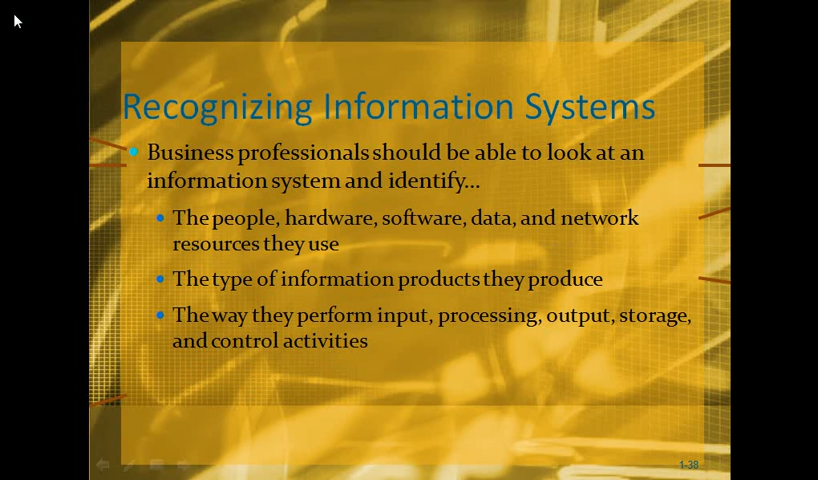 Recognizing Information Systems
Business professionals should be able to look at an
information system and identify...
The people, hardware, software, data, and network
resources they use
The type of information products they produce
The way they perform input, processing, output, storage,
and control activities
1-38